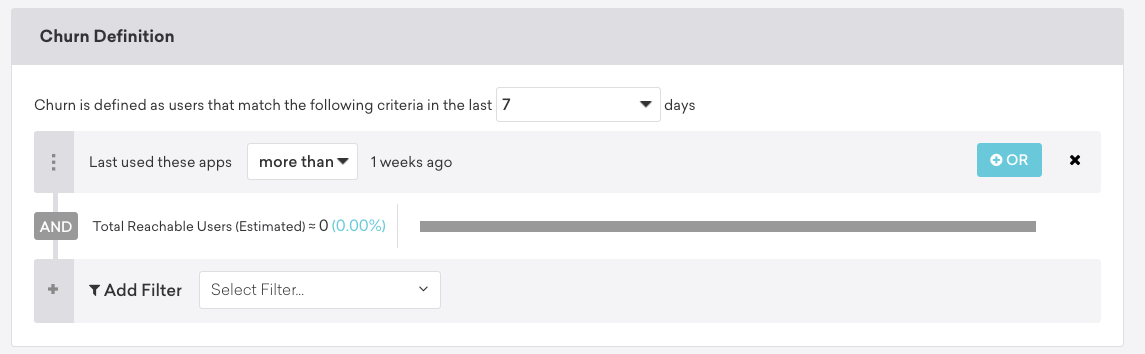 Churn Definition
Churn is defined as users that match the following criteria in the last 7 days
Last used these apps more than 1 weeks ago OR
AND Total Reachable Users (Estimated) ≈ 0 (0.00%)
Add Filter Select Filter...